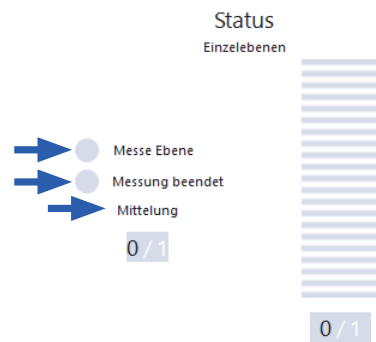 Status
Einzelebenen
Messe Ebene
Messung beendet
Mittelung
0 / 1
0 / 1